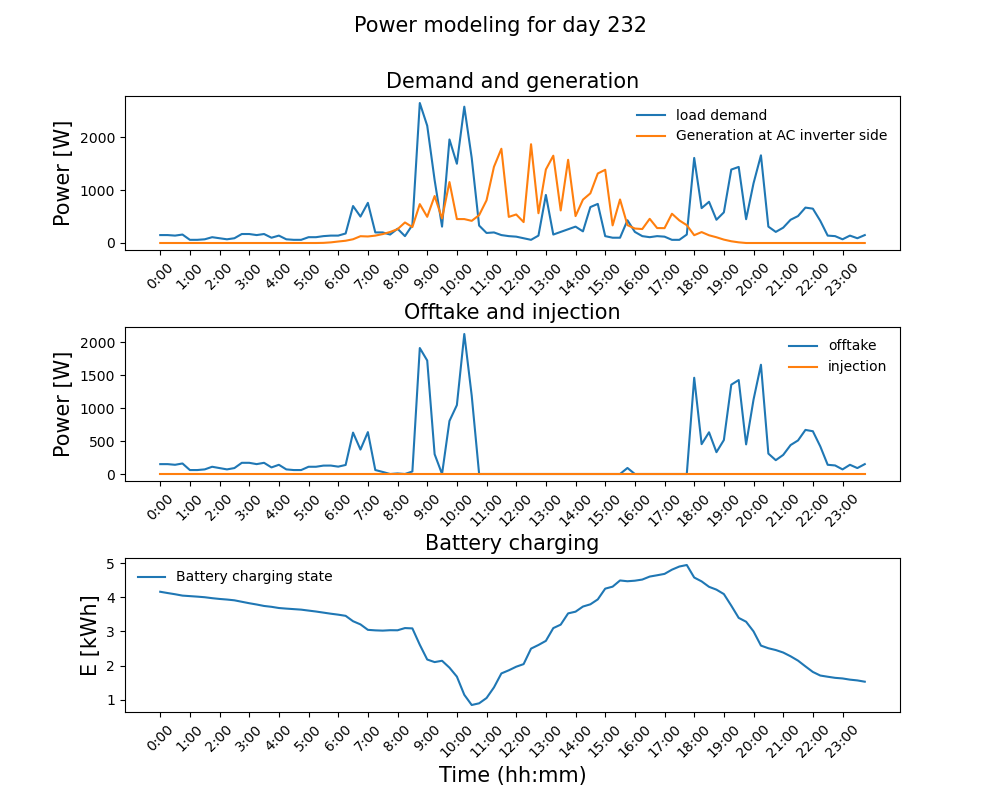 Power modeling for day 232
Demand and generation
Power [W]
2000
1000
0
load demand
Generation at AC inverter side
0:00 1:00 2:00 3:00 4:00 5:00 6:00 7:00 8:00 9:00 10:00 11:00 12:00 13:00 14:00 15:00 16:00 17:00 18:00 19:00 20:00 21:00 22:00 23:00
Offtake and injection
Power [W]
2000
1500
1000
500
0
offtake
injection
0:00 1:00 2:00 3:00 4:00 5:00 6:00 7:00 8:00 9:00 10:00 11:00 12:00 13:00 14:00 15:00 16:00 17:00 18:00 19:00 20:00 21:00 22:00 23:00
Battery charging
E [kWh]
5
4
3
2
1
Battery charging state
0:00 1:00 2:00 3:00 4:00 5:00 6:00 7:00 8:00 9:00 10:00 11:00 12:00 13:00 14:00 15:00 16:00 17:00 18:00 19:00 20:00 21:00 22:00 23:00
Time (hh:mm)